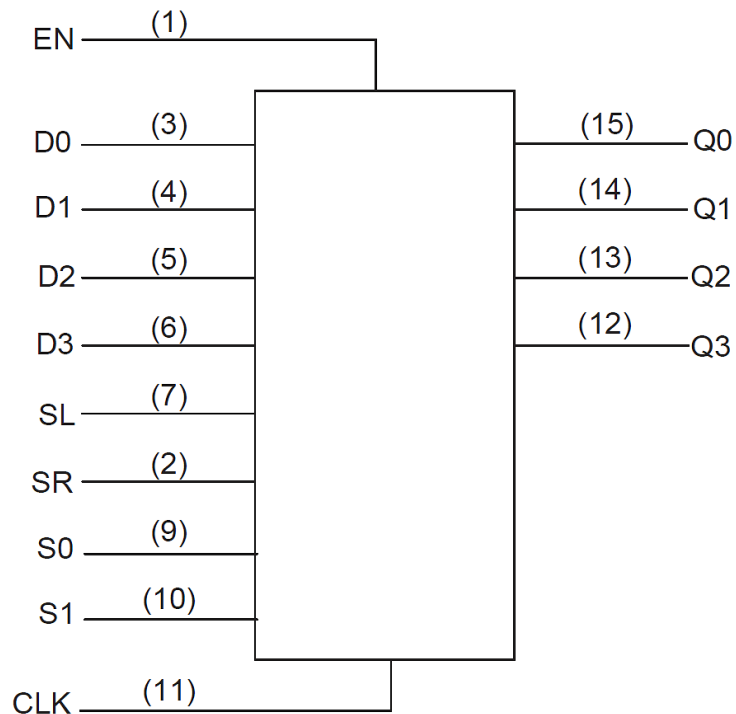 EN (1)
D0 (3) (15) Q0
D1 (4) (14) Q1
D2 (5) (13) Q2
D3 (6) (12) Q3
SL (7)
SR (2)
S0 (9)
S1 (10)
CLK (11)